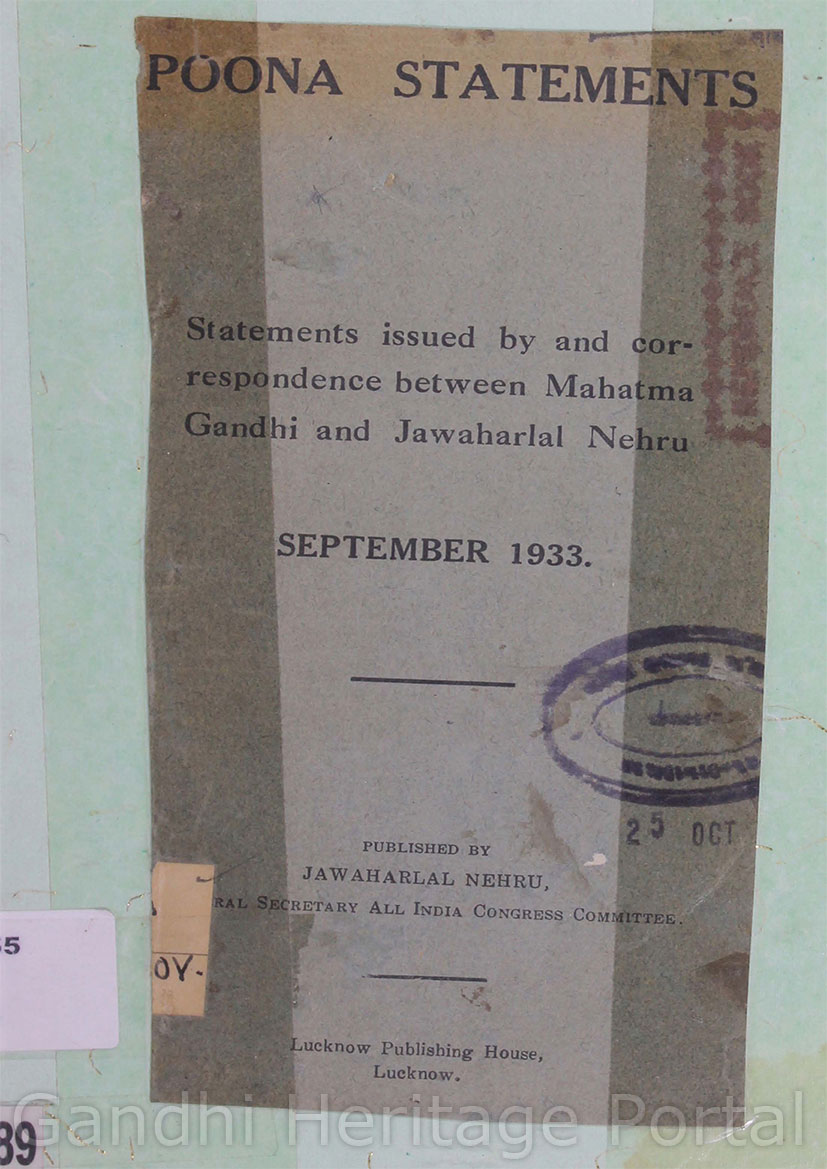 POONA STATEMENTS
Statements issued by and cor-
respondence between Mahatma
Gandhi and Jawaharlal Nehru
SEPTEMBER 1933.
25 OCT
PUBLISHED BY
JAWAHARLAL NEHRU,
RAL SECRETARY ALL INDIA CONGRESS COMMITTEE.
Lucknow Publishing House,
Lucknow.
Gandhi Heritage Portal
89